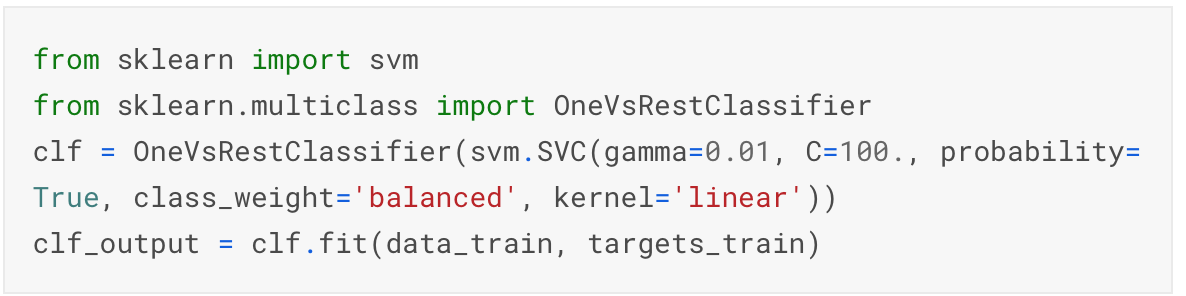 from sklearn import svm
from sklearn.multiclass import OneVsRestClassifier
clf = OneVsRestClassifier(svm.SVC(gamma=0.01, C=100., probability=
True, class_weight='balanced', kernel='linear'))
clf_output = clf.fit(data_train, targets_train)